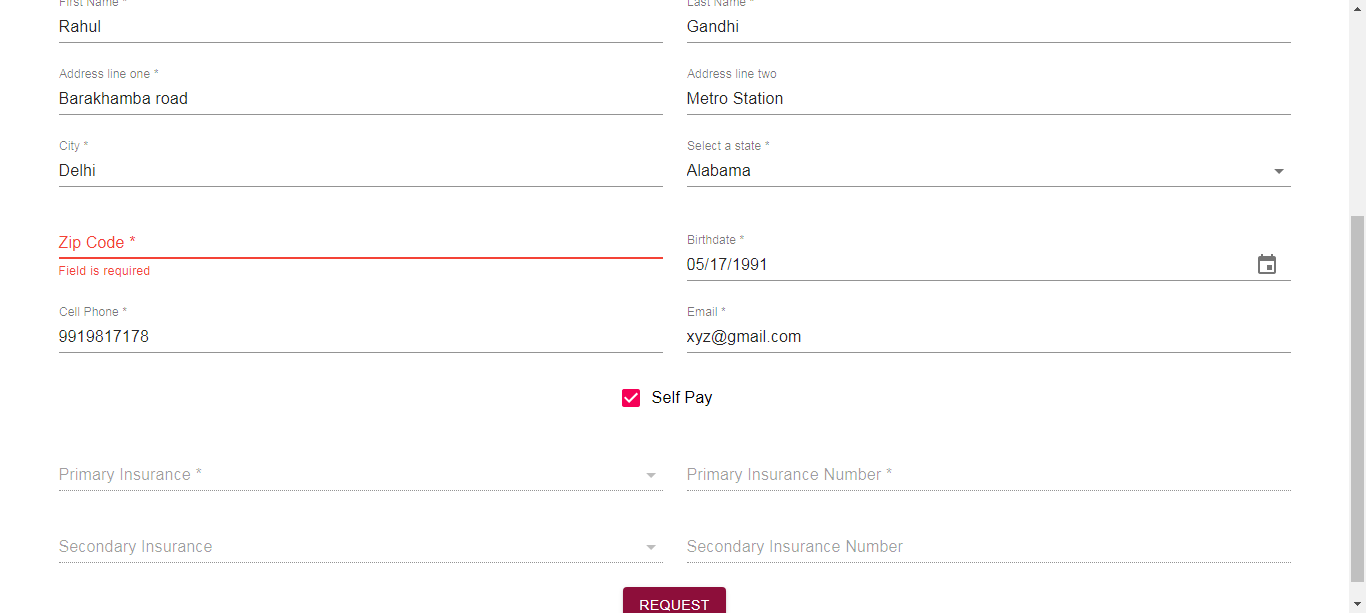 First Name *
Last Name *
Rahul
Gandhi
Address line one *
Address line two
Barakhamba road
Metro Station
City *
Select a state *
Delhi
Alabama
Zip Code *
Birthdate *
05/17/1991
Field is required
Cell Phone *
Email *
9919817178
xyz@gmail.com
Self Pay
Primary Insurance *
Primary Insurance Number *
Secondary Insurance
Secondary Insurance Number
REQUEST